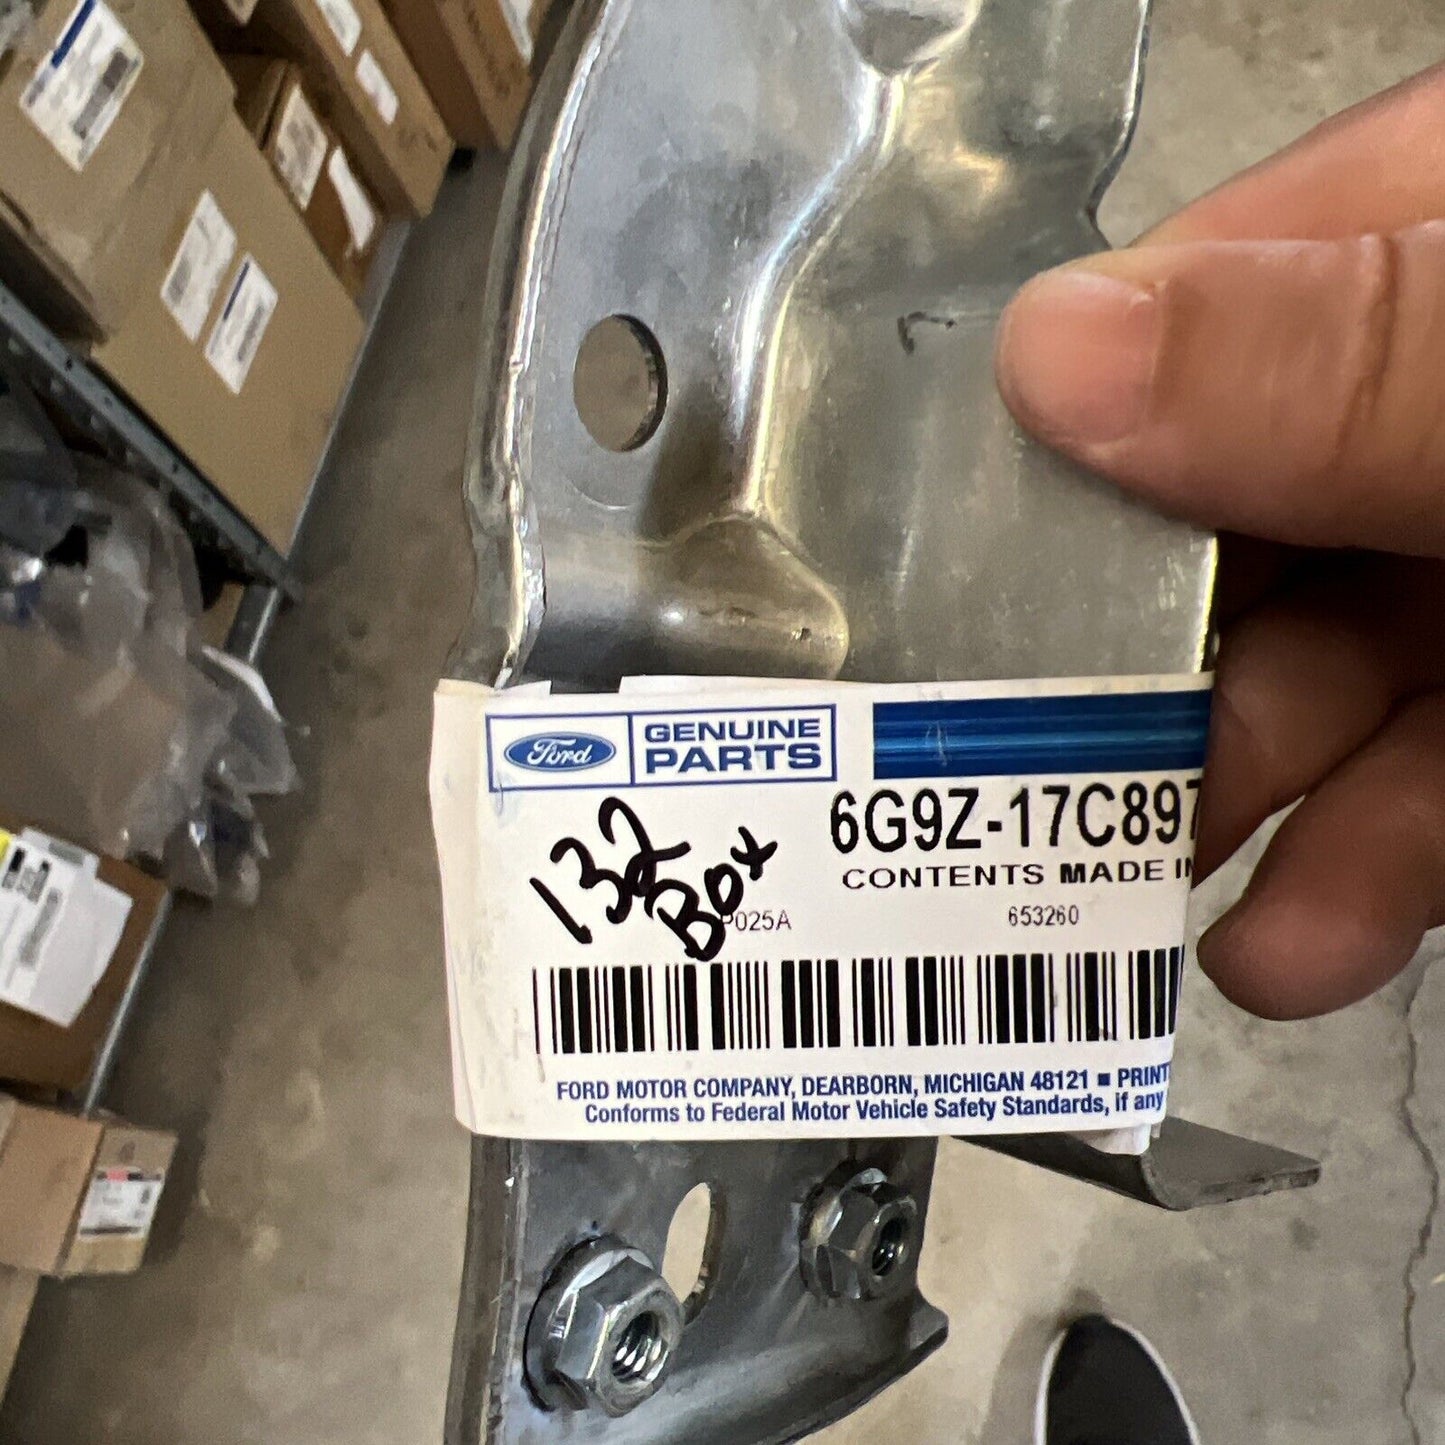 Ford
GENUINE
PARTS
6G9Z-17C897
CONTENTS MADE IN
132
Box
P025A
653260
FORD MOTOR COMPANY, DEARBORN, MICHIGAN 48121 ■ PRINT
Conforms to Federal Motor Vehicle Safety Standards, if any